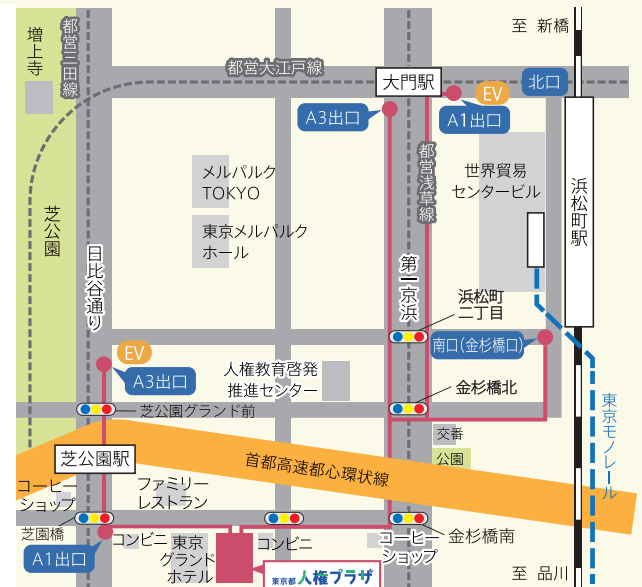 至 新橋
増上寺
都営三田線
都営大江戸線
大門駅
北口
EV
A3出口
A1出口
都営浅草線
世界貿易
センタービル
浜松町駅
メルパルク
TOKYO
東京メルパルク
ホール
芝公園
日比谷通り
第一京浜
浜松町
二丁目
南口(金杉橋口)
EV
A3出口
人権教育啓発
推進センター
金杉橋北
芝公園グランド前
交番
公園
東京モノレール
芝公園駅
首都高速都心環状線
コーヒー
ショップ
ファミリー
レストラン
芝園橋
A1出口
コンビニ
東京
グランド
ホテル
コンビニ
コーヒー
ショップ
金杉橋南
東京都 人権プラザ
至 品川